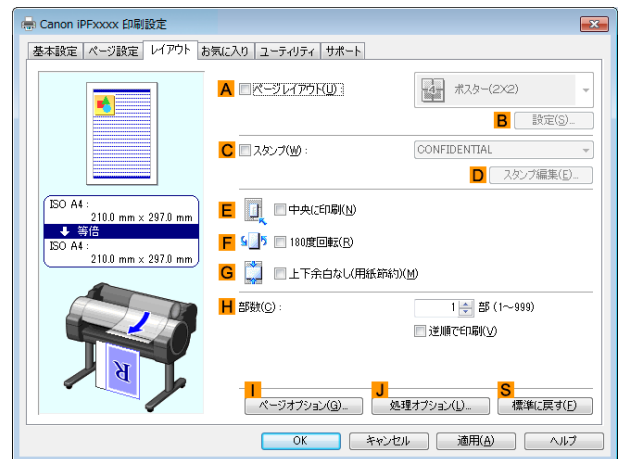 Canon iPFxxxx 印刷設定
基本設定 ページ設定 レイアウト お気に入り ユーティリティ サポート
A ページレイアウト(U) : 4 ポスター(2X2)
B 設定(S)...
C スタンプ(W) : CONFIDENTIAL
D スタンプ編集(E)...
ISO A4 :
210.0 mm x 297.0 mm
等倍
ISO A4 :
210.0 mm x 297.0 mm
E 中央に印刷(N)
F 180度回転(R)
G 上下余白なし(用紙節約)(M)
H 部数(C) : 1 部 (1～999)
逆順で印刷(V)
R
I J S
ページオプション(G)... 処理オプション(L)... 標準に戻す(F)
OK キャンセル 適用(A) ヘルプ